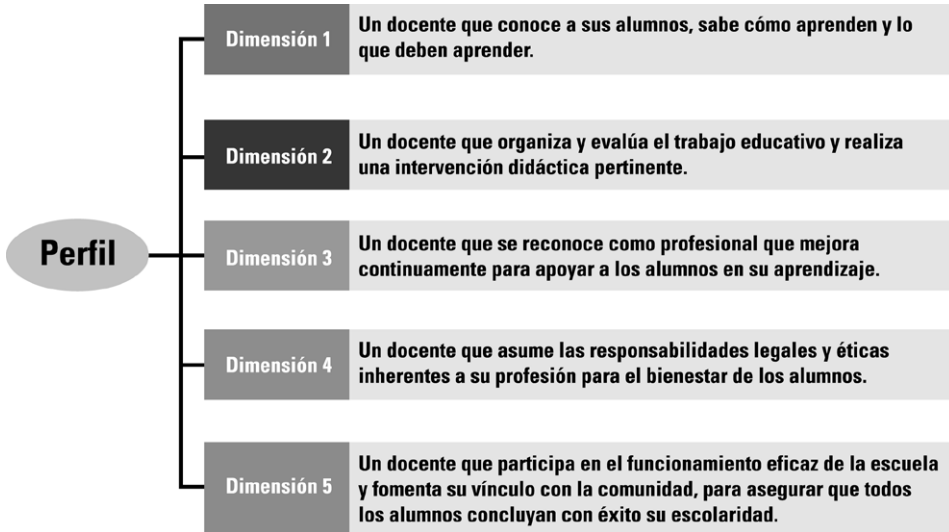 Perfil
Dimensión 1
Un docente que conoce a sus alumnos, sabe cómo aprenden y lo
que deben aprender.
Dimensión 2
Un docente que organiza y evalúa el trabajo educativo y realiza
una intervención didáctica pertinente.
Dimensión 3
Un docente que se reconoce como profesional que mejora
continuamente para apoyar a los alumnos en su aprendizaje.
Dimensión 4
Un docente que asume las responsabilidades legales y éticas
inherentes a su profesión para el bienestar de los alumnos.
Dimensión 5
Un docente que participa en el funcionamiento eficaz de la escuela
y fomenta su vínculo con la comunidad, para asegurar que todos
los alumnos concluyan con éxito su escolaridad.